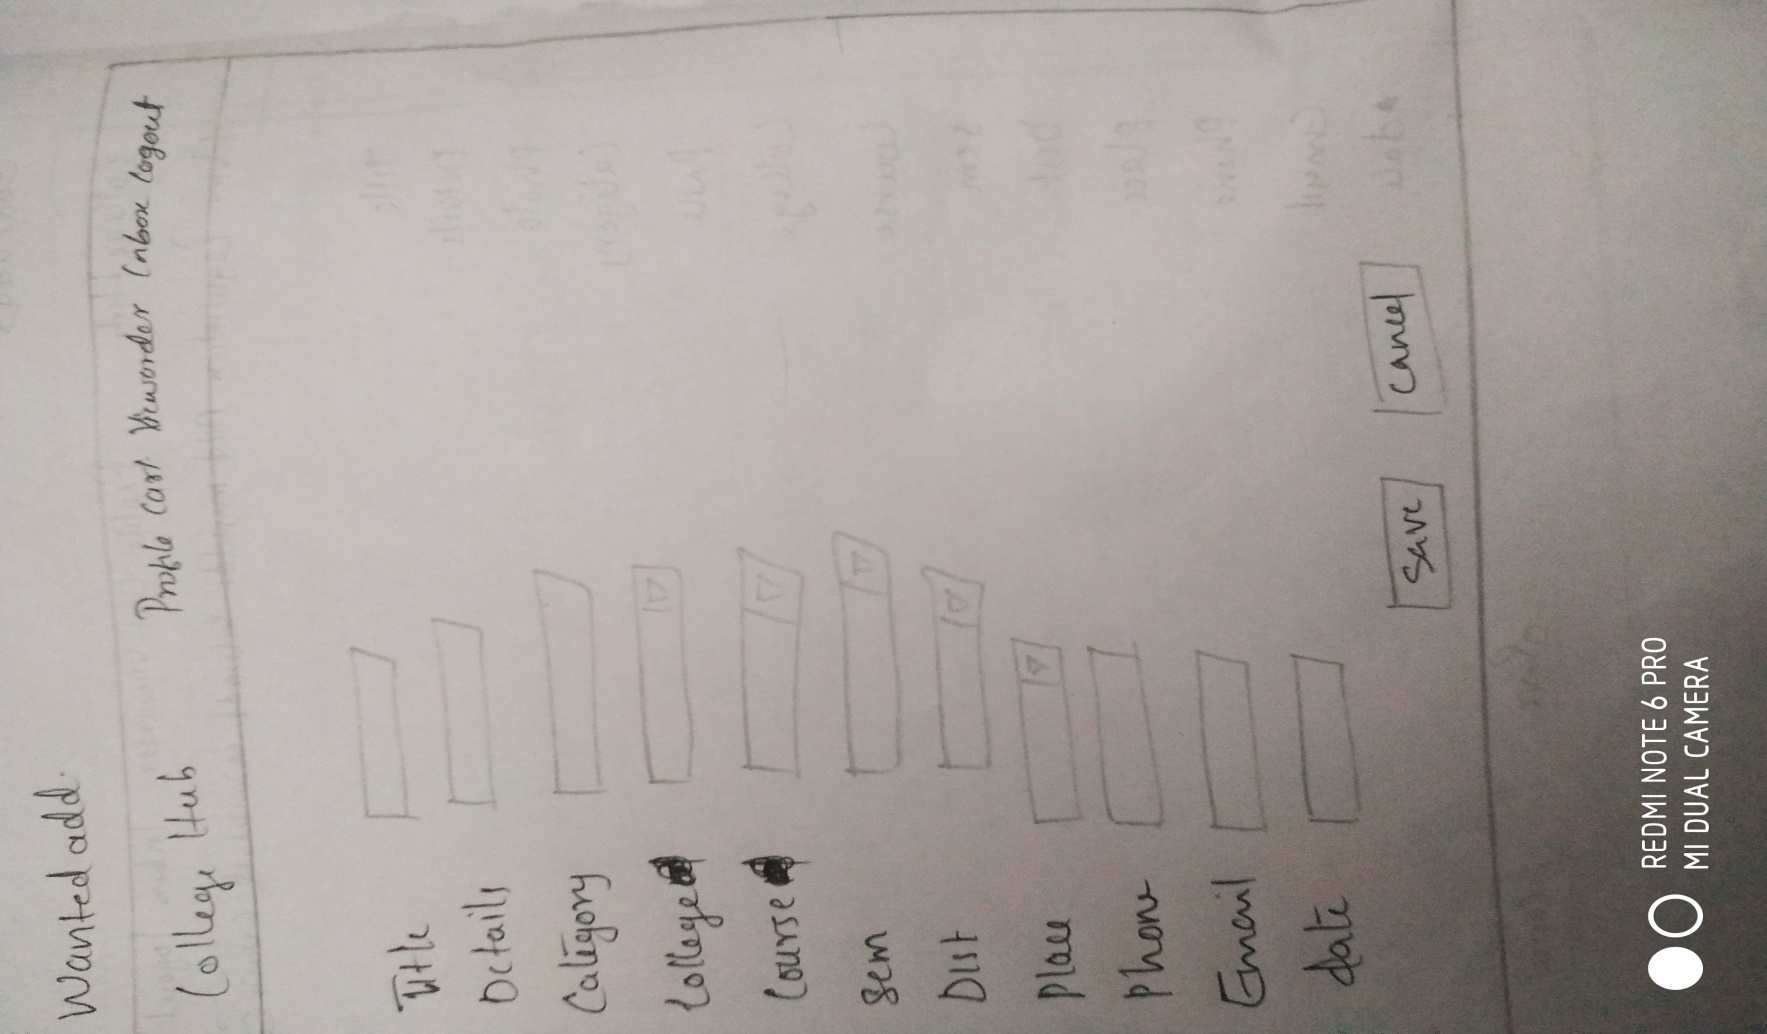 Wanted add.
College Hub Profile Cart Vieworder Inbox logout
Title
Details
Category
College
Course
Sem
Dist
Place
Phone
Email
date
Save Cancel
REDMI NOTE 6 PRO
MI DUAL CAMERA